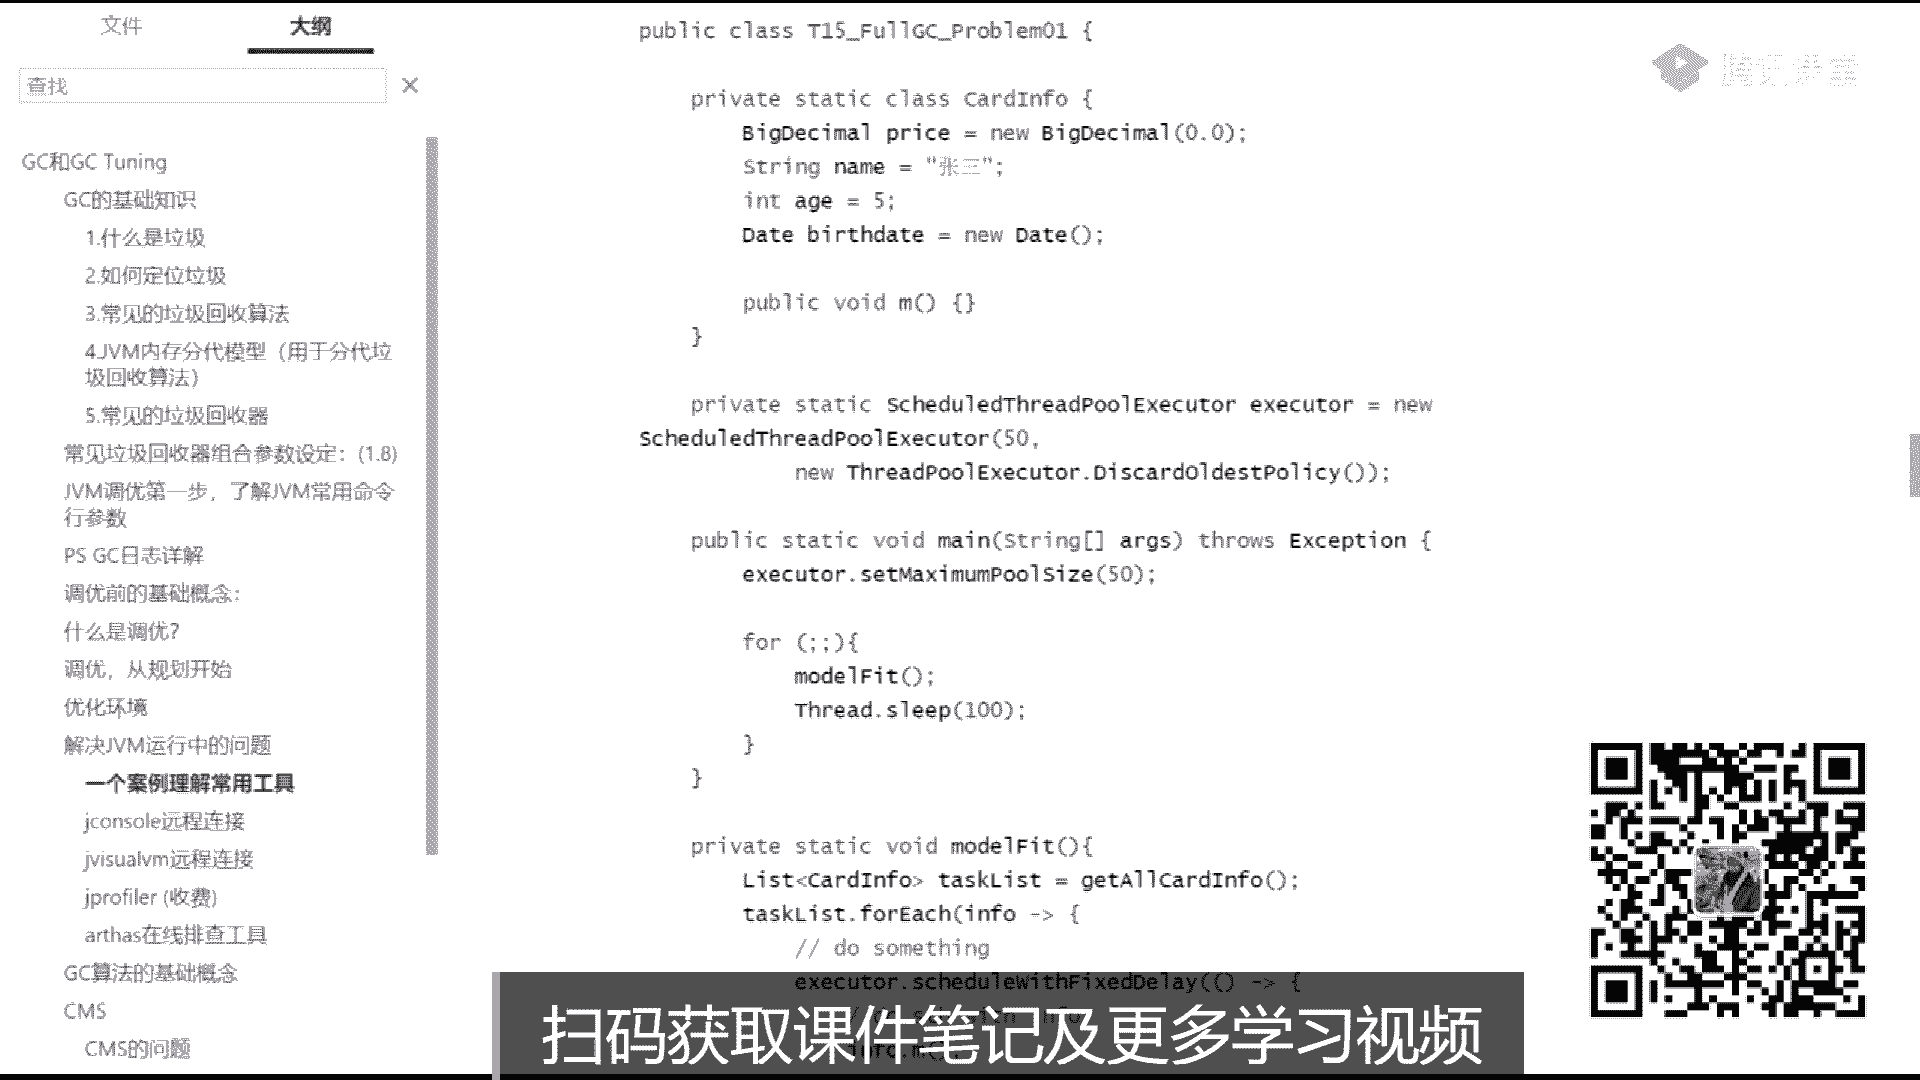 文件
大纲
查找
GC和GC Tuning
GC的基础知识
1.什么是垃圾
2.如何定位垃圾
3.常见的垃圾回收算法
4.JVM内存分代模型（用于分代垃
圾回收算法）
5.常见的垃圾回收器
常见垃圾回收器组合参数设定：(1.8)
JVM调优第一步，了解JVM常用命令
行参数
PS GC日志详解
调优前的基础概念：
什么是调优？
调优，从规划开始
优化环境
解决JVM运行中的问题
一个案例理解常用工具
jconsole远程连接
jvisualvm远程连接
jprofiler (收费)
arthas在线排查工具
GC算法的基础概念
CMS
CMS的问题
public class T15_FullGC_Problem01 {
private static class CardInfo {
BigDecimal price = new BigDecimal(0.0);
String name = "张三";
int age = 5;
Date birthdate = new Date();
public void m() {}
}
private static ScheduledThreadPoolExecutor executor = new
ScheduledThreadPoolExecutor(50,
new ThreadPoolExecutor.DiscardOldestPolicy());
public static void main(String[] args) throws Exception {
executor.setMaximumPoolSize(50);
for (;;){
modelFit();
Thread.sleep(100);
}
}
private static void modelFit(){
List<CardInfo> taskList = getAllCardInfo();
taskList.forEach(info -> {
// do something
executor.scheduleWithFixedDelay(() -> {
腾讯课堂
扫码获取课件笔记及更多学习视频